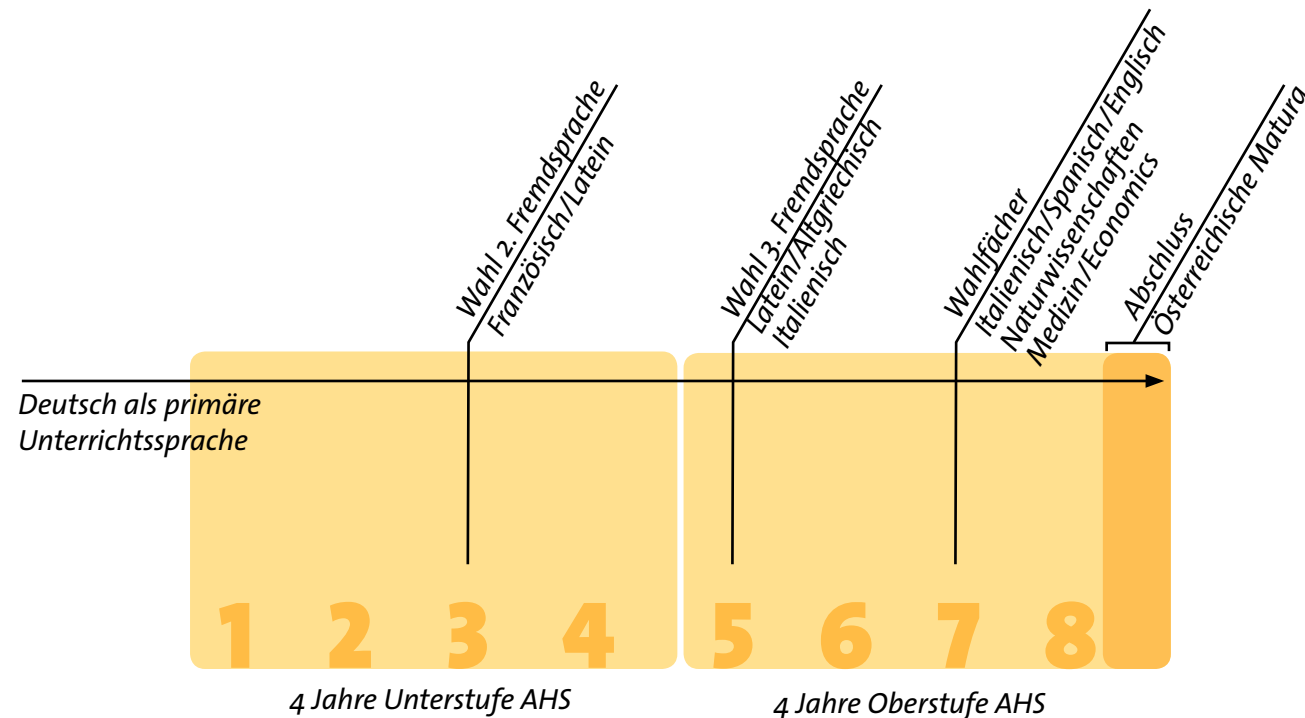 Wahl 2. Fremdsprache
Französisch/Latein
Wahl 3. Fremdsprache
Latein/Altgriechisch
Italienisch
Wahlfächer
Italienisch/Spanisch/Englisch
Naturwissenschaften
Medizin/Economics
Abschluss
Österreichische Matura
Deutsch als primäre
Unterrichtssprache
1 2 3 4 5 6 7 8
4 Jahre Unterstufe AHS
4 Jahre Oberstufe AHS